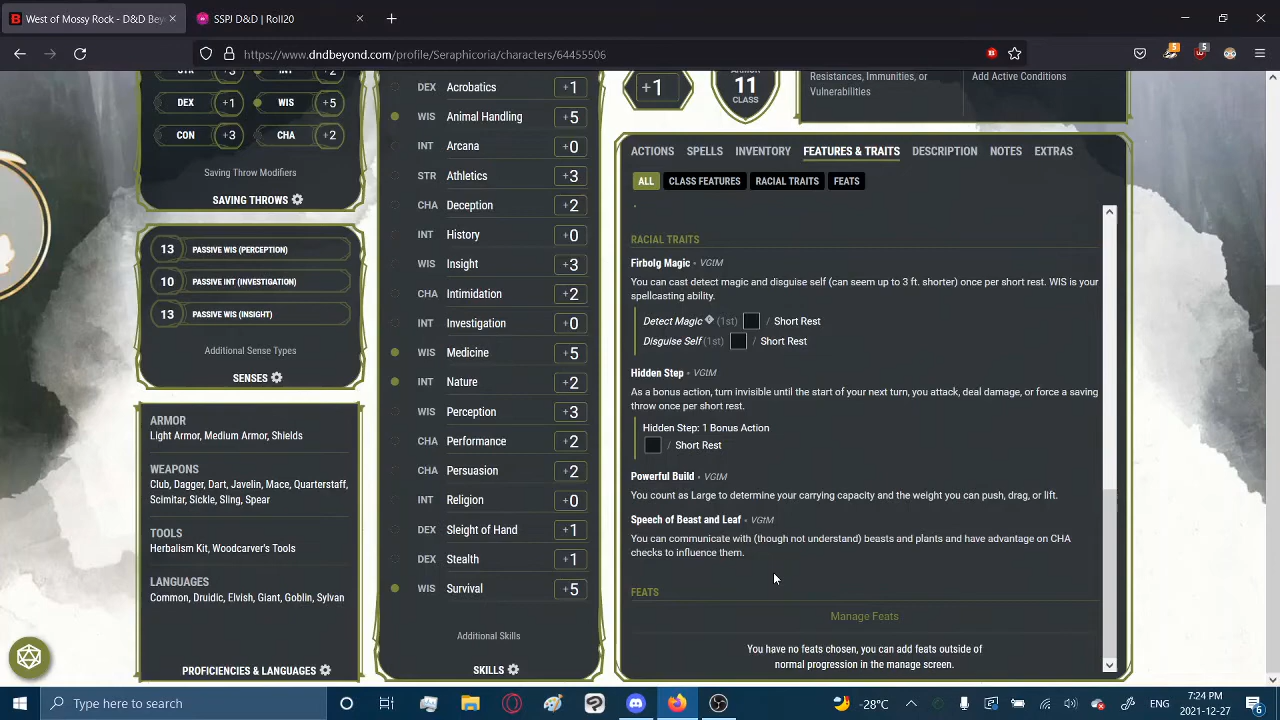 West of Mossy Rock - D&D Bey
SSPI D&D | Roll20
https://www.dndbeyond.com/profile/Seraphicoria/characters/64455506
STR +3 INT +2
DEX +1 WIS +5
CON +3 CHA +2
Saving Throw Modifiers
SAVING THROWS
13 PASSIVE WIS (PERCEPTION)
10 PASSIVE INT (INVESTIGATION)
13 PASSIVE WIS (INSIGHT)
Additional Sense Types
SENSES
ARMOR
Light Armor, Medium Armor, Shields
WEAPONS
Club, Dagger, Dart, Javelin, Mace, Quarterstaff,
Scimitar, Sickle, Sling, Spear
TOOLS
Herbalism Kit, Woodcarver's Tools
LANGUAGES
Common, Druidic, Elvish, Giant, Goblin, Sylvan
PROFICIENCIES & LANGUAGES
DEX Acrobatics +1
WIS Animal Handling +5
INT Arcana +0
STR Athletics +3
CHA Deception +2
INT History +0
WIS Insight +3
CHA Intimidation +2
INT Investigation +0
WIS Medicine +5
INT Nature +2
WIS Perception +3
CHA Performance +2
CHA Persuasion +2
INT Religion +0
DEX Sleight of Hand +1
DEX Stealth +1
WIS Survival +5
Additional Skills
SKILLS
+1
ARMOR
11
CLASS
Resistances, Immunities, or
Vulnerabilities
Add Active Conditions
ACTIONS SPELLS INVENTORY FEATURES & TRAITS DESCRIPTION NOTES EXTRAS
ALL CLASS FEATURES RACIAL TRAITS FEATS
RACIAL TRAITS
Firbolg Magic • VGtM
You can cast detect magic and disguise self (can seem up to 3 ft. shorter) once per short rest. WIS is your
spellcasting ability.
Detect Magic (1st) / Short Rest
Disguise Self (1st) / Short Rest
Hidden Step • VGtM
As a bonus action, turn invisible until the start of your next turn, you attack, deal damage, or force a saving
throw once per short rest.
Hidden Step: 1 Bonus Action
/ Short Rest
Powerful Build • VGtM
You count as Large to determine your carrying capacity and the weight you can push, drag, or lift.
Speech of Beast and Leaf • VGtM
You can communicate with (though not understand) beasts and plants and have advantage on CHA
checks to influence them.
FEATS
Manage Feats
You have no feats chosen, you can add feats outside of
normal progression in the manage screen.
Type here to search
-28°C
ENG
7:24 PM
2021-12-27